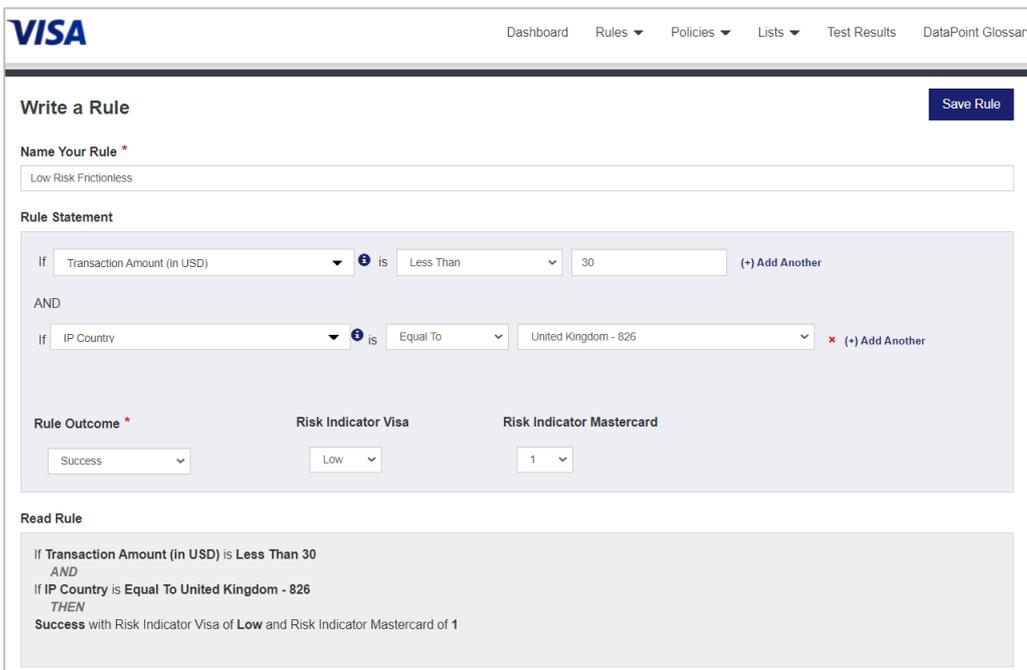 VISA
Dashboard Rules Policies Lists Test Results DataPoint Glossary
Write a Rule
Save Rule
Name Your Rule *
Low Risk Frictionless
Rule Statement
If Transaction Amount (in USD) is Less Than 30 (+) Add Another
AND
If IP Country is Equal To United Kingdom - 826 × (+) Add Another
Rule Outcome * Risk Indicator Visa Risk Indicator Mastercard
Success Low 1
Read Rule
If Transaction Amount (in USD) is Less Than 30
AND
If IP Country is Equal To United Kingdom - 826
THEN
Success with Risk Indicator Visa of Low and Risk Indicator Mastercard of 1